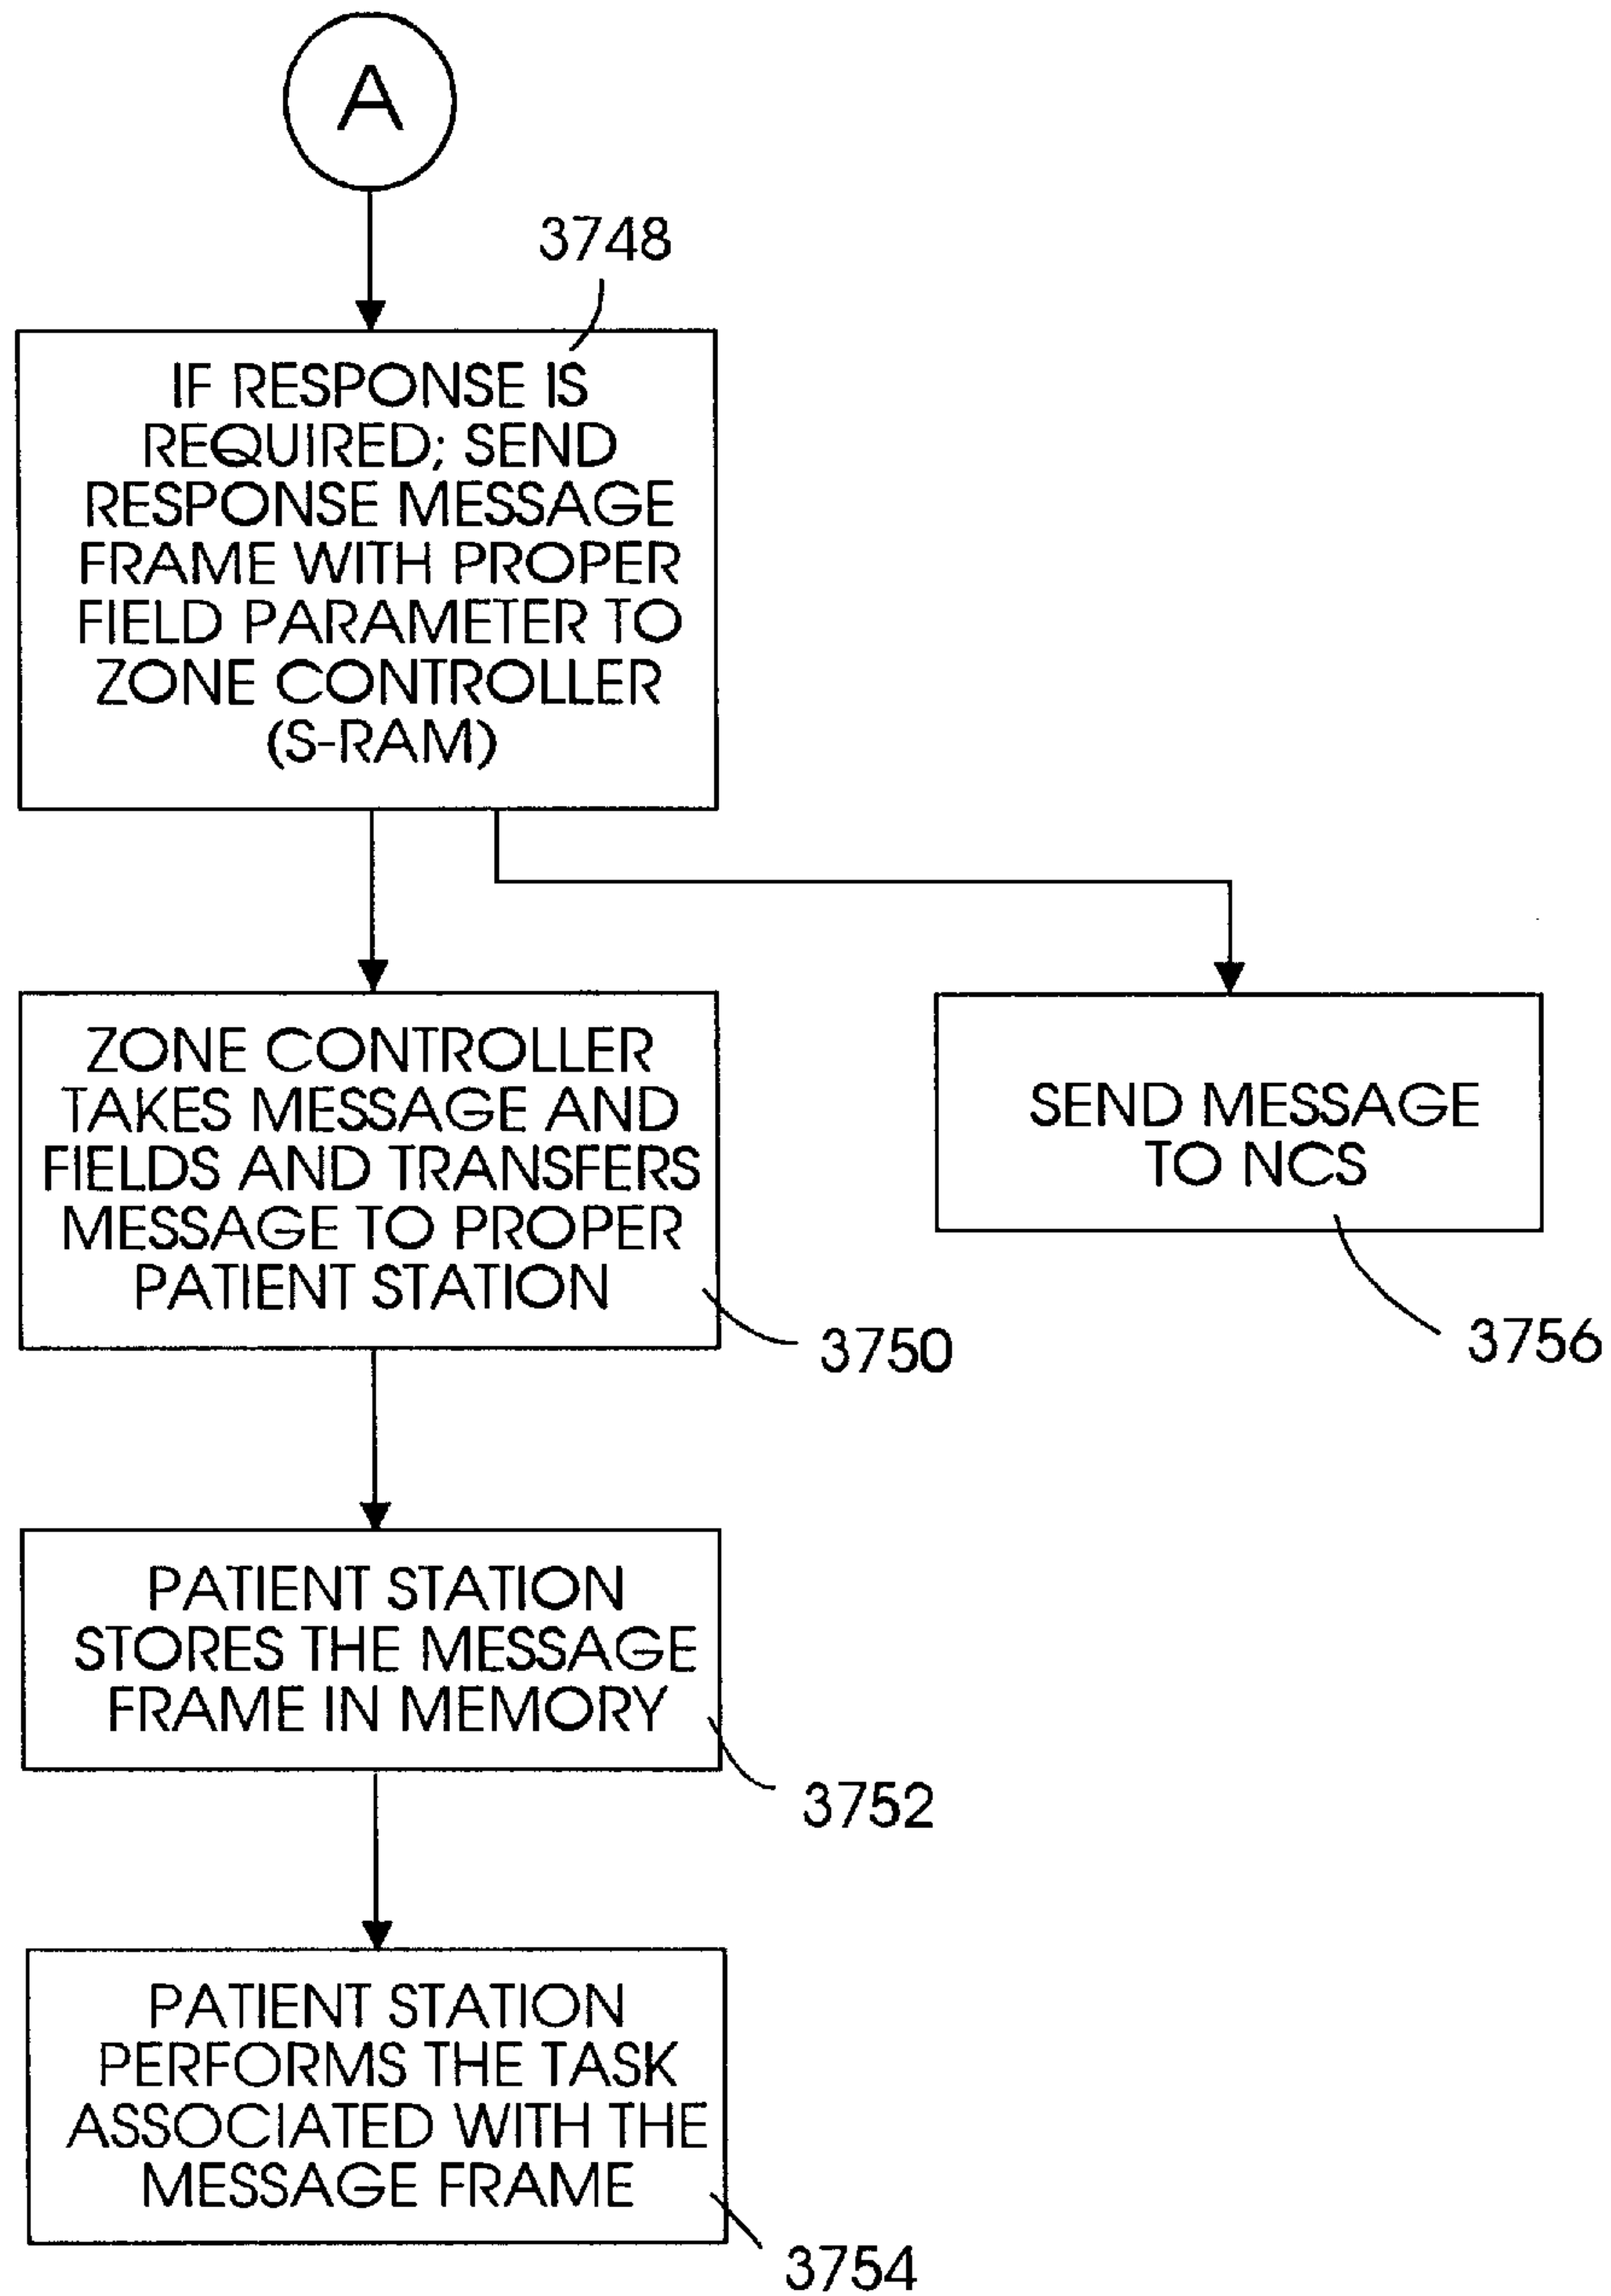 A
3748
IF RESPONSE IS
REQUIRED; SEND
RESPONSE MESSAGE
FRAME WITH PROPER
FIELD PARAMETER TO
ZONE CONTROLLER
(S-RAM)
ZONE CONTROLLER
TAKES MESSAGE AND
FIELDS AND TRANSFERS
MESSAGE TO PROPER
PATIENT STATION
3750
SEND MESSAGE
TO NCS
3756
PATIENT STATION
STORES THE MESSAGE
FRAME IN MEMORY
3752
PATIENT STATION
PERFORMS THE TASK
ASSOCIATED WITH THE
MESSAGE FRAME
3754